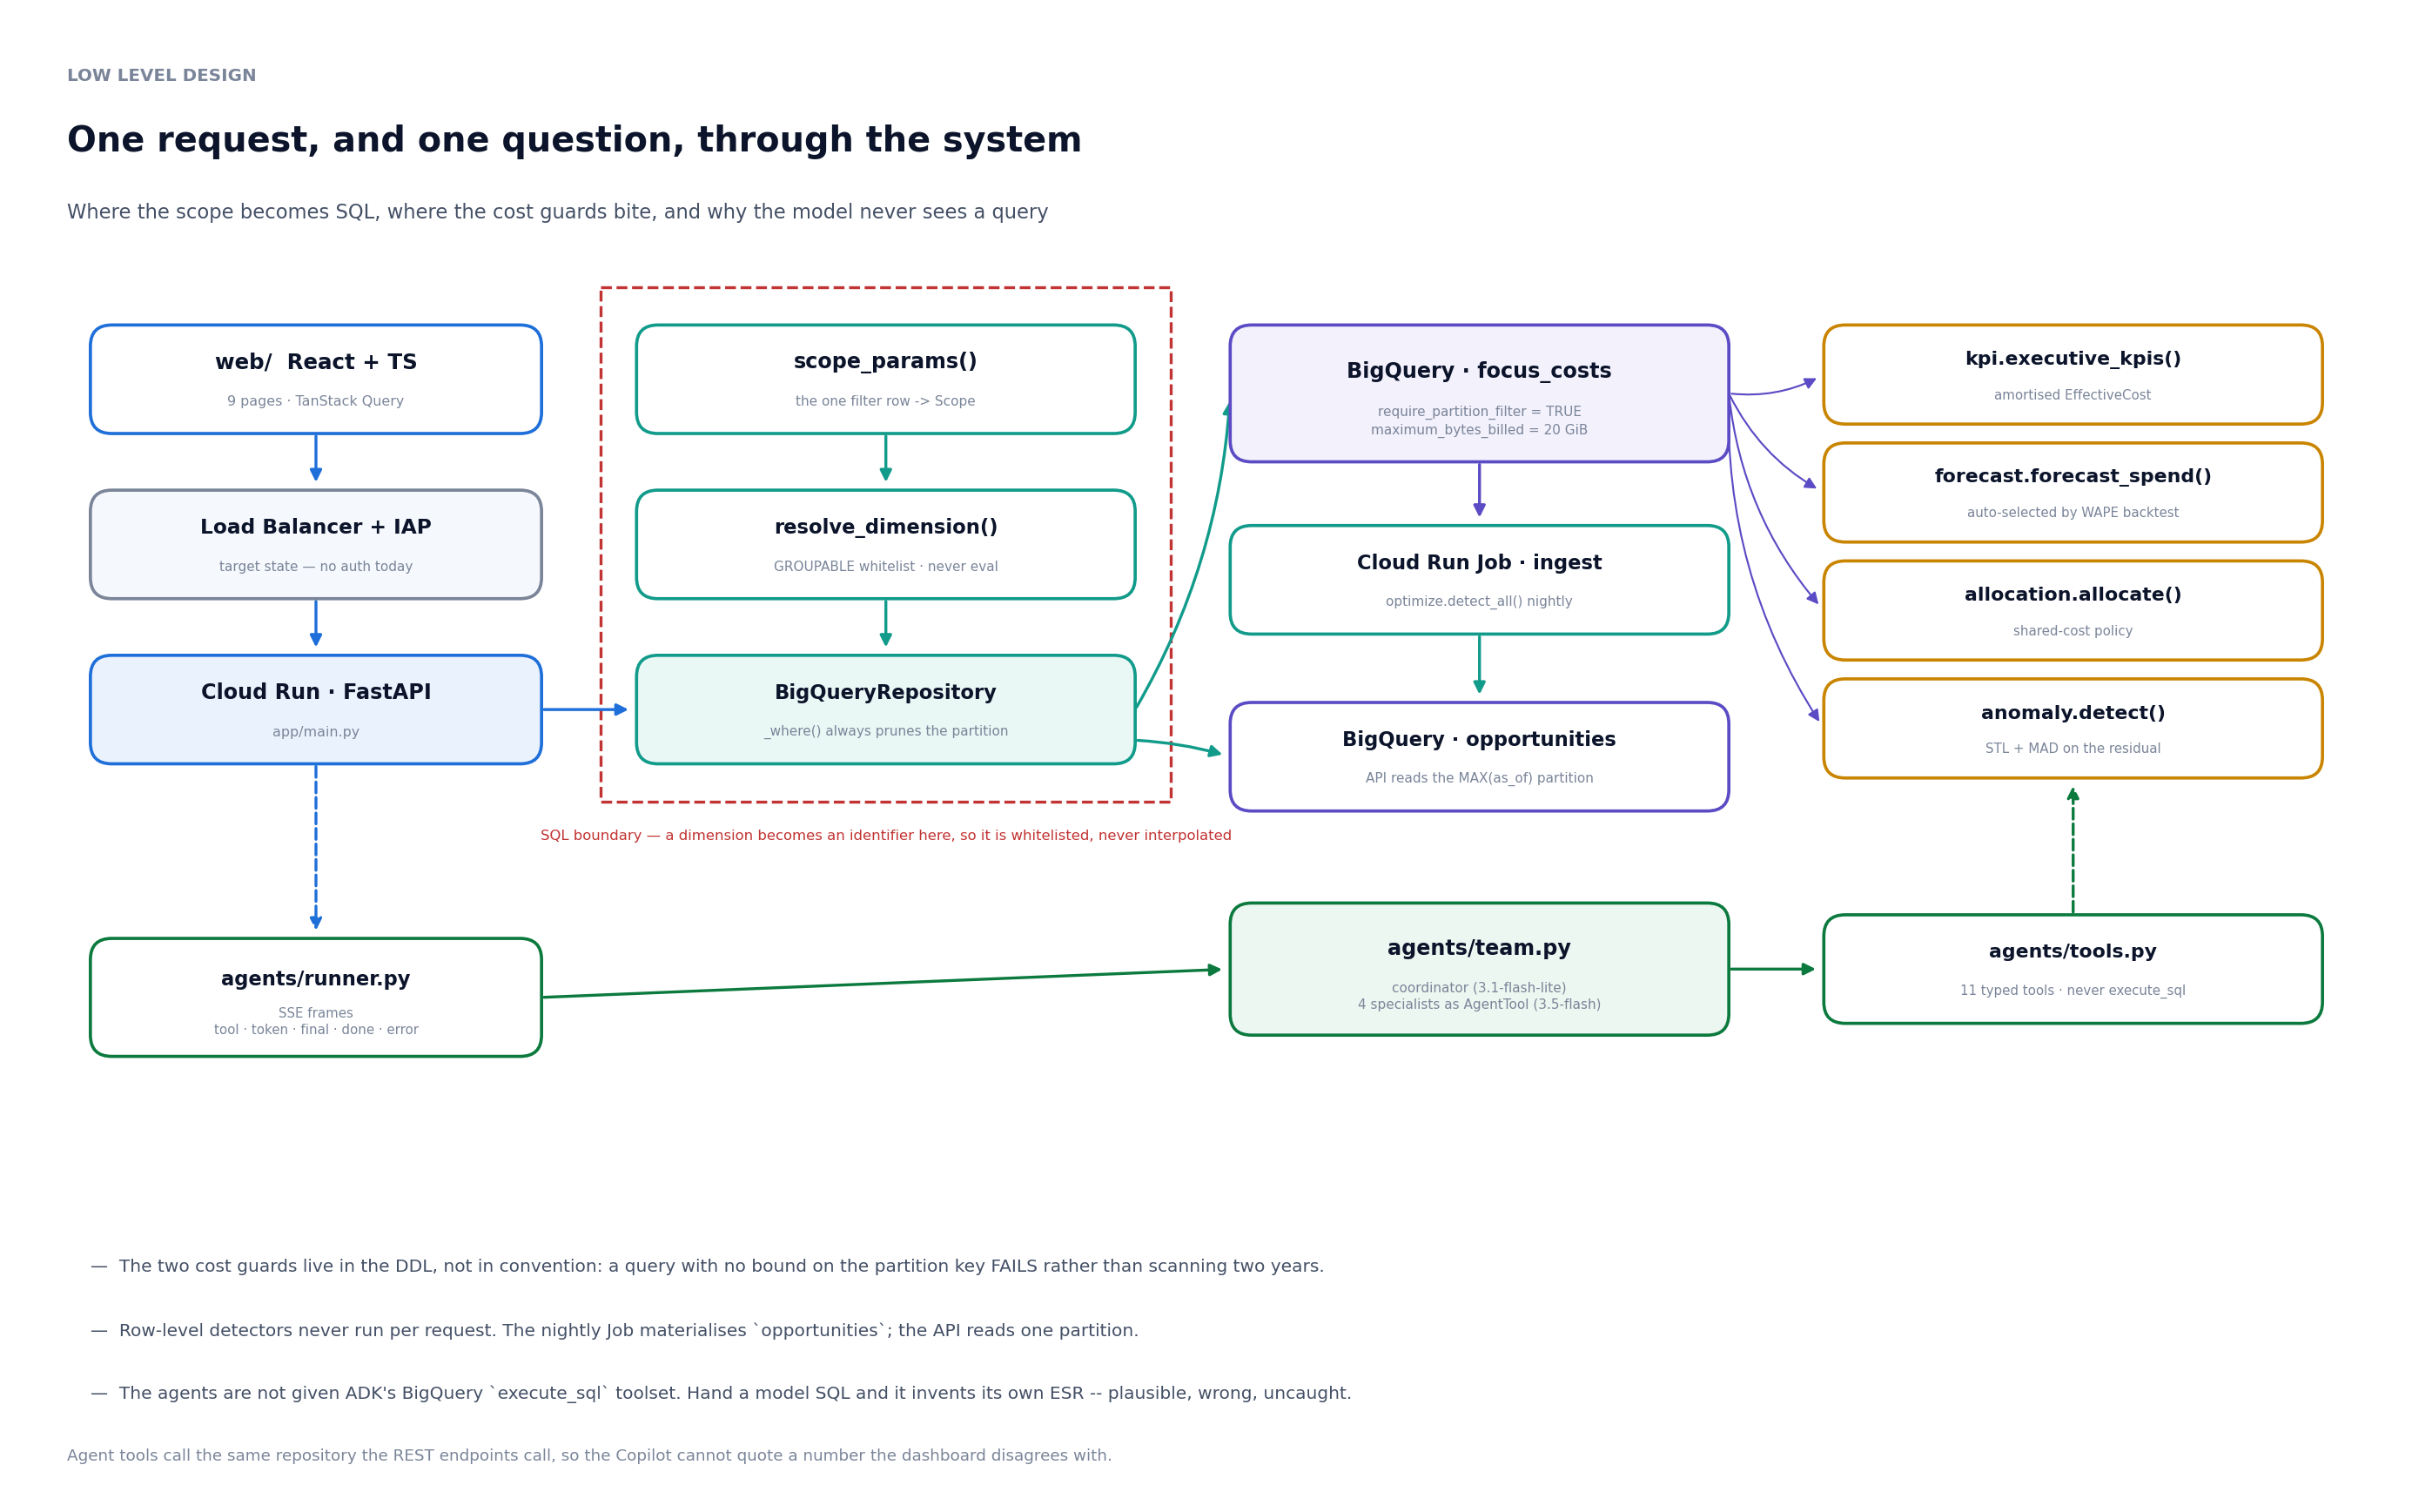 LOW LEVEL DESIGN
One request, and one question, through the system
Where the scope becomes SQL, where the cost guards bite, and why the model never sees a query
web/  React + TS
9 pages · TanStack Query
Load Balancer + IAP
target state — no auth today
Cloud Run · FastAPI
app/main.py
scope_params()
the one filter row -> Scope
resolve_dimension()
GROUPABLE whitelist · never eval
BigQueryRepository
_where() always prunes the partition
SQL boundary — a dimension becomes an identifier here, so it is whitelisted, never interpolated
BigQuery · focus_costs
require_partition_filter = TRUE
maximum_bytes_billed = 20 GiB
Cloud Run Job · ingest
optimize.detect_all() nightly
BigQuery · opportunities
API reads the MAX(as_of) partition
kpi.executive_kpis()
amortised EffectiveCost
forecast.forecast_spend()
auto-selected by WAPE backtest
allocation.allocate()
shared-cost policy
anomaly.detect()
STL + MAD on the residual
agents/runner.py
SSE frames
tool · token · final · done · error
agents/team.py
coordinator (3.1-flash-lite)
4 specialists as AgentTool (3.5-flash)
agents/tools.py
11 typed tools · never execute_sql
— The two cost guards live in the DDL, not in convention: a query with no bound on the partition key FAILS rather than scanning two years.
— Row-level detectors never run per request. The nightly Job materialises `opportunities`; the API reads one partition.
— The agents are not given ADK's BigQuery `execute_sql` toolset. Hand a model SQL and it invents its own ESR -- plausible, wrong, uncaught.
Agent tools call the same repository the REST endpoints call, so the Copilot cannot quote a number the dashboard disagrees with.